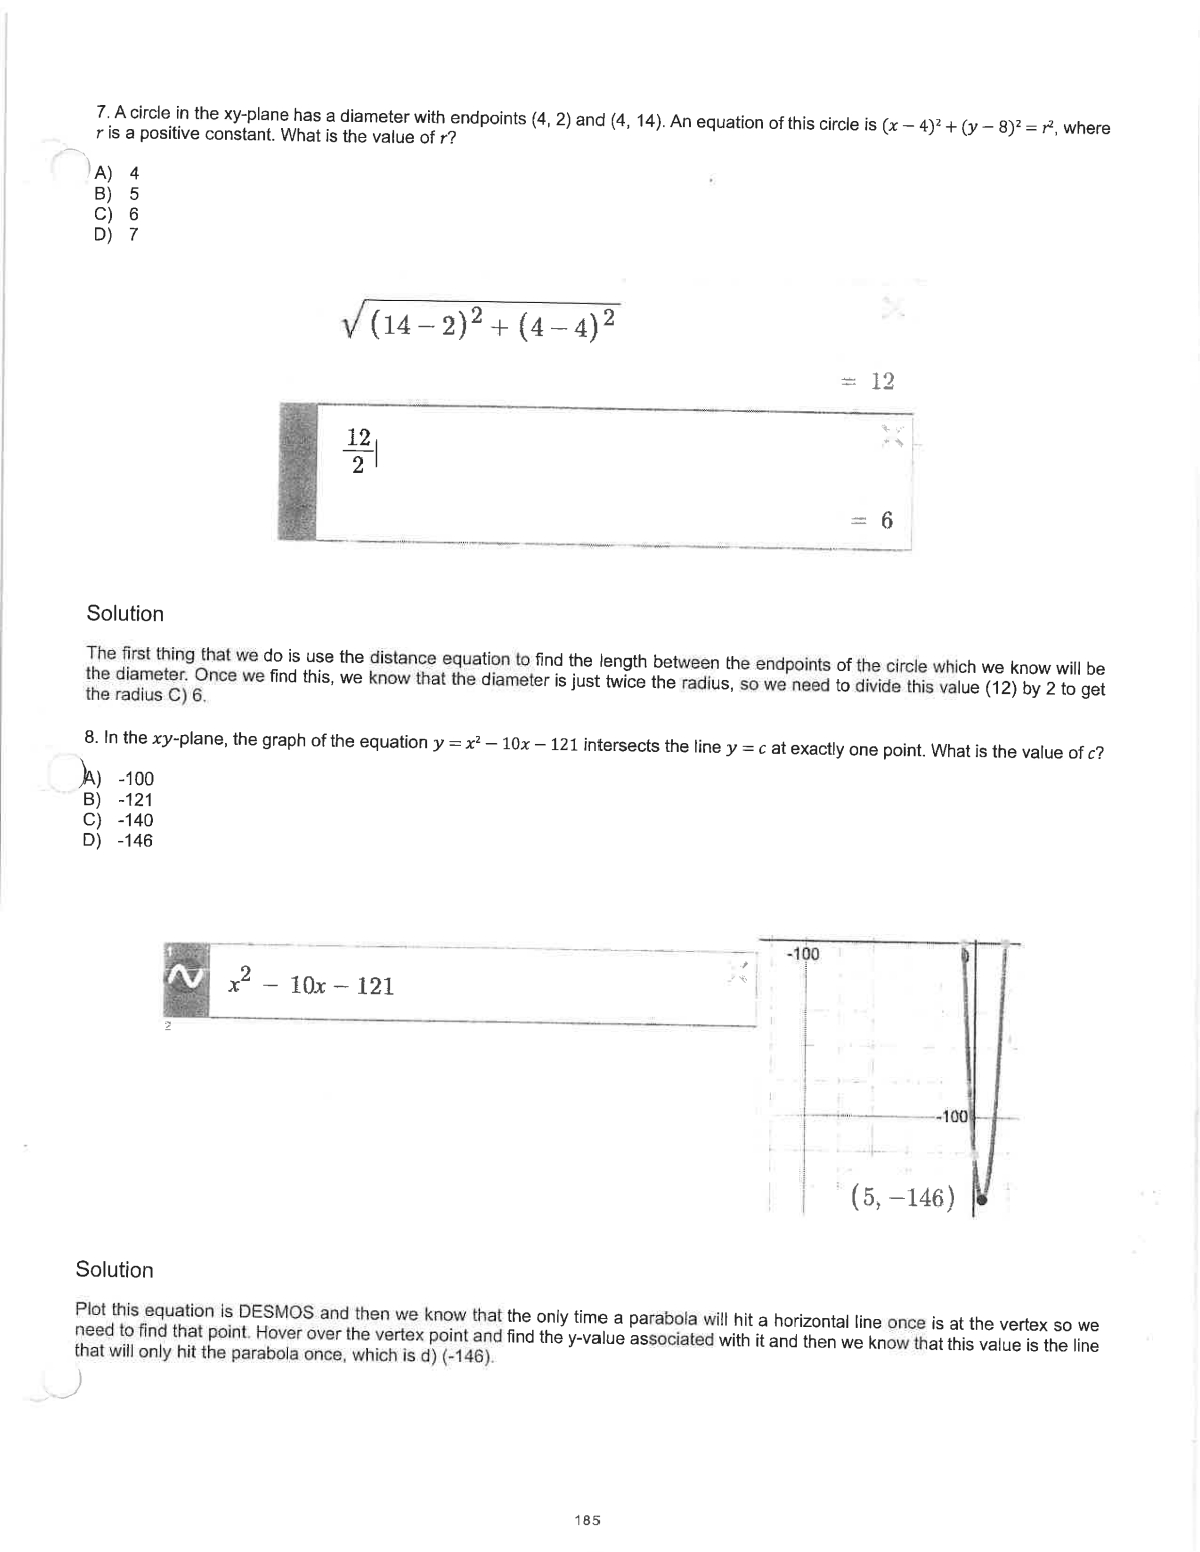 7. A circle in the xy-plane has a diameter with endpoints (4, 2) and (4, 14). An equation of this circle is (x – 4)² + (y – 8)² = r², where
r is a positive constant. What is the value of r?
A) 4
B) 5
C) 6
D) 7
√(14 – 2)² + (4 – 4)²
= 12
12/2
= 6
Solution
The first thing that we do is use the distance equation to find the length between the endpoints of the circle which we know will be
the diameter. Once we find this, we know that the diameter is just twice the radius, so we need to divide this value (12) by 2 to get
the radius C) 6.
8. In the xy-plane, the graph of the equation y = x² – 10x – 121 intersects the line y = c at exactly one point. What is the value of c?
A) -100
B) -121
C) -140
D) -146
1
x² – 10x – 121
2
-100
0
-100
(5, –146)
Solution
Plot this equation is DESMOS and then we know that the only time a parabola will hit a horizontal line once is at the vertex so we
need to find that point. Hover over the vertex point and find the y-value associated with it and then we know that this value is the line
that will only hit the parabola once, which is d) (-146).
185